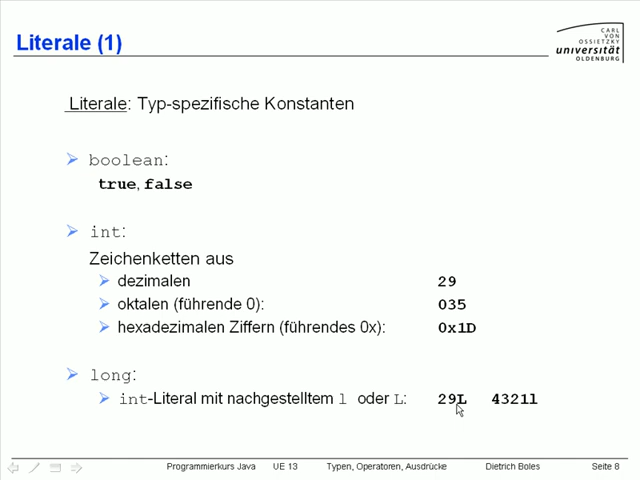 Literale (1)
CARL
VON
OSSIETZKY
universität
OLDENBURG
Literale: Typ-spezifische Konstanten
boolean:
true, false
int:
Zeichenketten aus
dezimalen 29
oktalen (führende 0): 035
hexadezimalen Ziffern (führendes 0x): 0x1D
long:
int-Literal mit nachgestelltem l oder L: 29L 4321l
Programmierkurs Java UE 13 Typen, Operatoren, Ausdrücke Dietrich Boles Seite 8